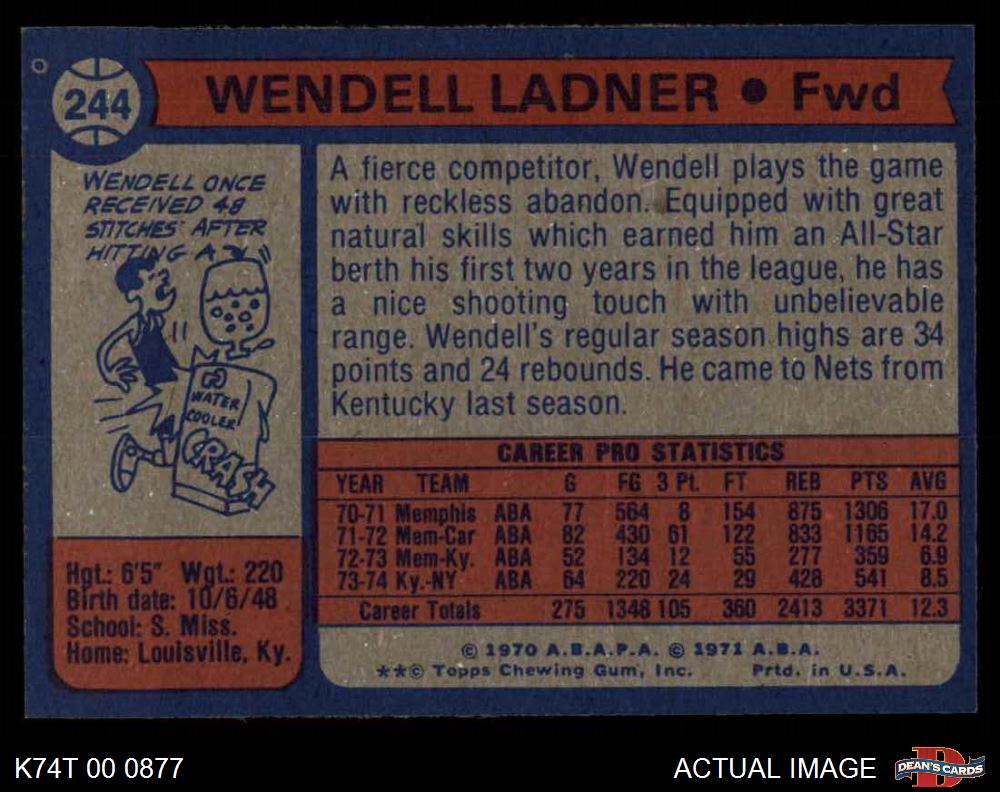 244
WENDELL LADNER • Fwd
WENDELL ONCE
RECEIVED 48
STITCHES AFTER
HITTING A
WATER
COOLER
CRASH
Hgt.: 6'5" Wgt.: 220
Birth date: 10/6/48
School: S. Miss.
Home: Louisville, Ky.
A fierce competitor, Wendell plays the game
with reckless abandon. Equipped with great
natural skills which earned him an All-Star
berth his first two years in the league, he has
a nice shooting touch with unbelievable
range. Wendell's regular season highs are 34
points and 24 rebounds. He came to Nets from
Kentucky last season.
CAREER PRO STATISTICS
YEAR TEAM G FG 3 Pt. FT REB PTS AVG
70-71 Memphis ABA 77 564 8 154 875 1306 17.0
71-72 Mem-Car ABA 82 430 61 122 833 1165 14.2
72-73 Mem-Ky. ABA 52 134 12 55 277 359 6.9
73-74 Ky.-NY ABA 64 220 24 29 428 541 8.5
Career Totals 275 1348 105 360 2413 3371 12.3
© 1970 A.B.A.P.A. © 1971 A.B.A.
**© Topps Chewing Gum, Inc. Prtd. in U.S.A.
K74T 00 0877
ACTUAL IMAGE
DEAN'S CARDS